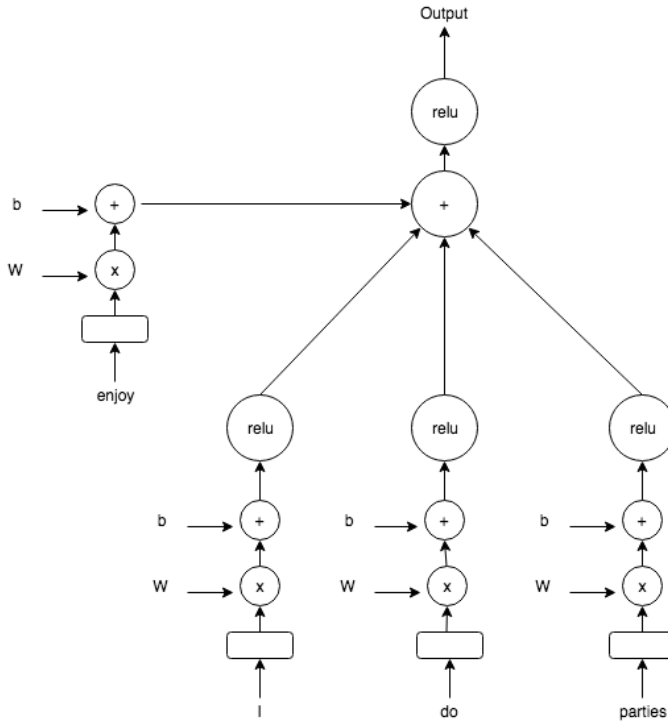 Output
relu
b
+
+
W
x
enjoy
relu
relu
relu
b
+
b
+
b
+
W
x
W
x
W
x
I
do
parties